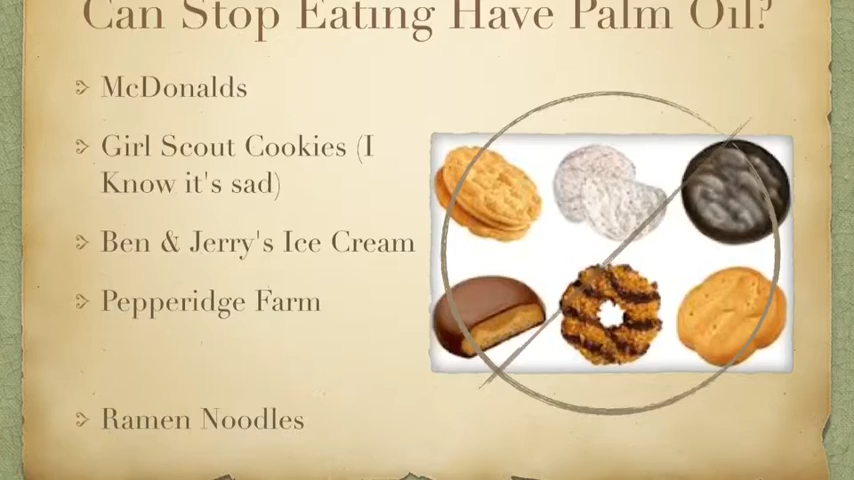 Can Stop Eating Have Palm Oil?
McDonalds
Girl Scout Cookies (I
Know it's sad)
Ben & Jerry's Ice Cream
Pepperidge Farm
Ramen Noodles